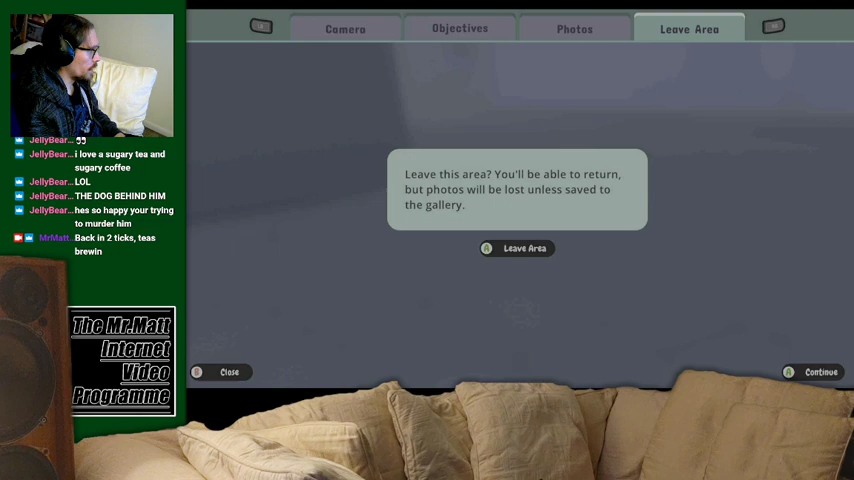 Camera
Objectives
Photos
Leave Area
JellyBear...
i love a sugary tea and
sugary coffee
JellyBear...
LOL
JellyBear...
THE DOG BEHIND HIM
JellyBear...
hes so happy your trying
to murder him
MrMatt...
Back in 2 ticks, teas
brewin
JellyBear...
Leave this area? You'll be able to return,
but photos will be lost unless saved to
the gallery.
A Leave Area
The Mr.Matt
Internet
Video
Programme
B Close
A Continue